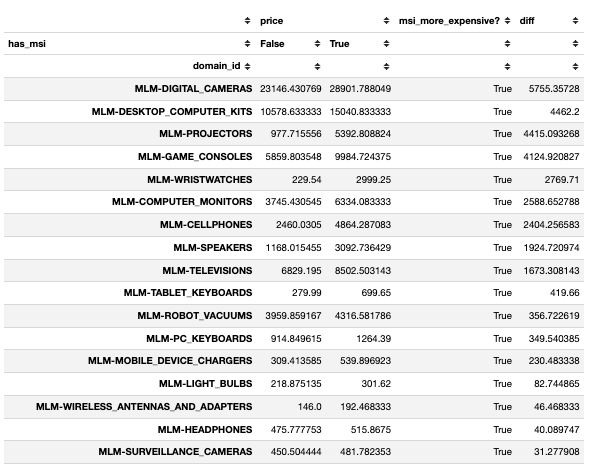 price msi_more_expensive? diff
has_msi False True
domain_id
MLM-DIGITAL_CAMERAS 23146.430769 28901.788049 True 5755.35728
MLM-DESKTOP_COMPUTER_KITS 10578.633333 15040.833333 True 4462.2
MLM-PROJECTORS 977.715556 5392.808824 True 4415.093268
MLM-GAME_CONSOLES 5859.803548 9984.724375 True 4124.920827
MLM-WRISTWATCHES 229.54 2999.25 True 2769.71
MLM-COMPUTER_MONITORS 3745.430545 6334.083333 True 2588.652788
MLM-CELLPHONES 2460.0305 4864.287083 True 2404.256583
MLM-SPEAKERS 1168.015455 3092.736429 True 1924.720974
MLM-TELEVISIONS 6829.195 8502.503143 True 1673.308143
MLM-TABLET_KEYBOARDS 279.99 699.65 True 419.66
MLM-ROBOT_VACUUMS 3959.859167 4316.581786 True 356.722619
MLM-PC_KEYBOARDS 914.849615 1264.39 True 349.540385
MLM-MOBILE_DEVICE_CHARGERS 309.413585 539.896923 True 230.483338
MLM-LIGHT_BULBS 218.875135 301.62 True 82.744865
MLM-WIRELESS_ANTENNAS_AND_ADAPTERS 146.0 192.468333 True 46.468333
MLM-HEADPHONES 475.777753 515.8675 True 40.089747
MLM-SURVEILLANCE_CAMERAS 450.504444 481.782353 True 31.277908